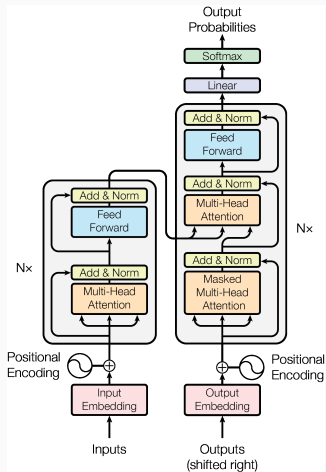 Output
Probabilities
Softmax
Linear
Add & Norm
Feed
Forward
Add & Norm
Multi-Head
Attention
Nx
Add & Norm
Masked
Multi-Head
Attention
Add & Norm
Feed
Forward
Nx
Add & Norm
Multi-Head
Attention
Positional
Encoding
Positional
Encoding
Input
Embedding
Output
Embedding
Inputs
Outputs
(shifted right)